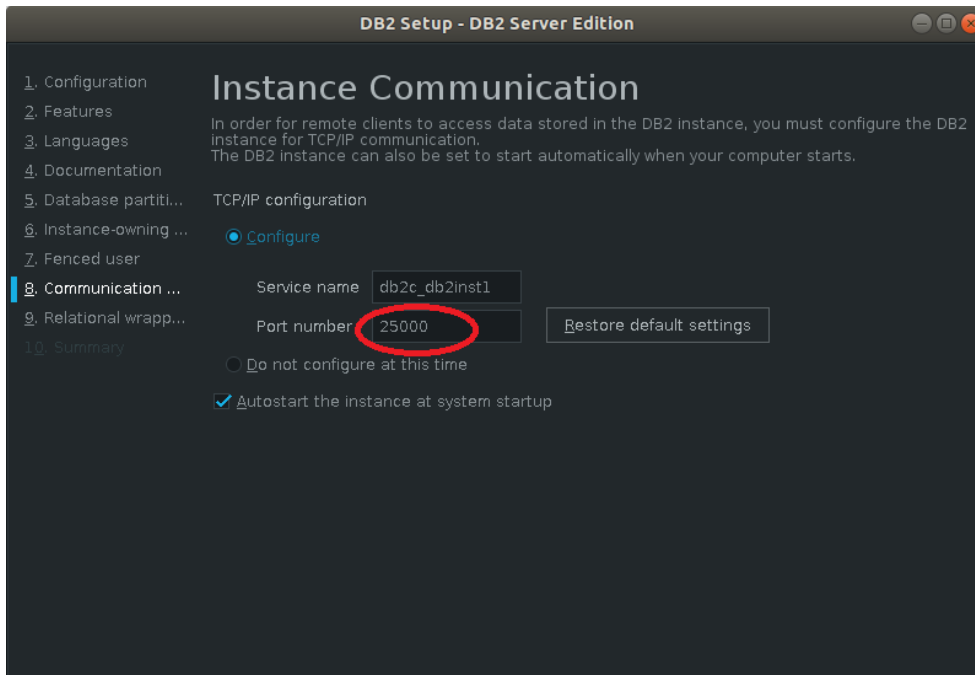 DB2 Setup - DB2 Server Edition
1. Configuration
2. Features
3. Languages
4. Documentation
5. Database partiti...
6. Instance-owning ...
7. Fenced user
8. Communication ...
9. Relational wrapp...
10. Summary
Instance Communication
In order for remote clients to access data stored in the DB2 instance, you must configure the DB2
instance for TCP/IP communication.
The DB2 instance can also be set to start automatically when your computer starts.
TCP/IP configuration
Configure
Service name db2c_db2inst1
Port number 25000 Restore default settings
Do not configure at this time
Autostart the instance at system startup